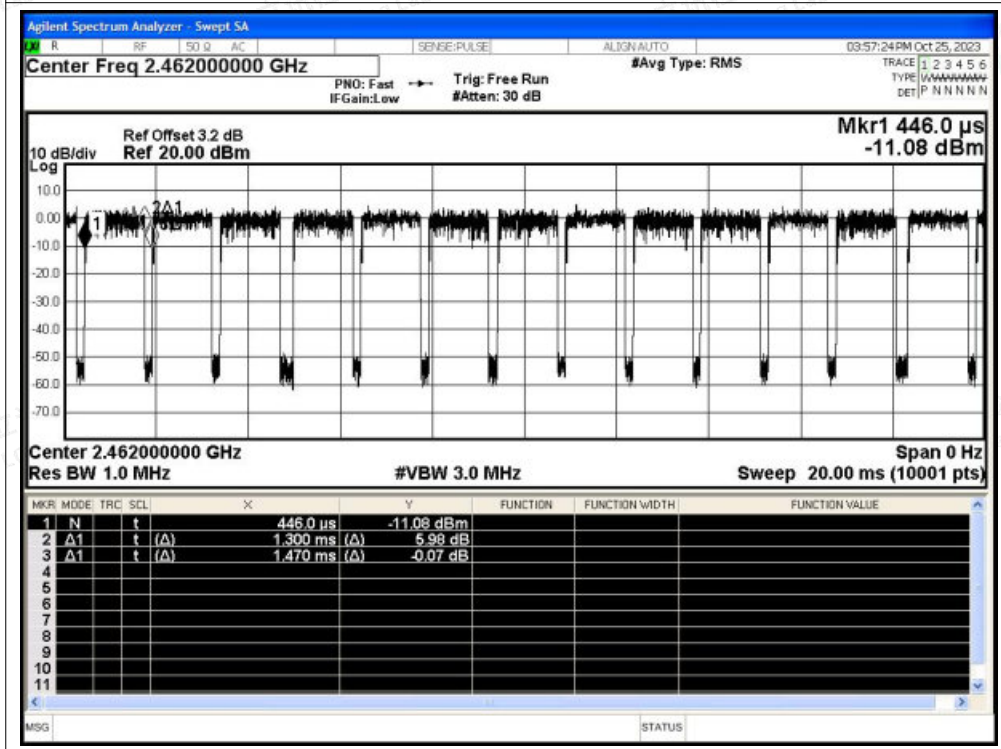 Agilent Spectrum Analyzer - Swept SA
R RF 50 Ω AC SENSE:PULSE ALIGN AUTO 03:57:24 PM Oct 25, 2023
Center Freq 2.462000000 GHz
PNO: Fast Trig: Free Run
IFGain:Low #Atten: 30 dB
#Avg Type: RMS
TRACE 1 2 3 4 5 6
TYPE
DET P N N N N N
Ref Offset 3.2 dB
10 dB/div Ref 20.00 dBm
Log
Mkr1 446.0 µs
-11.08 dBm
10.0
0.00
-10.0
-20.0
-30.0
-40.0
-50.0
-60.0
-70.0
1
2Δ1
Center 2.462000000 GHz Span 0 Hz
Res BW 1.0 MHz #VBW 3.0 MHz Sweep 20.00 ms (10001 pts)
MKR MODE TRC SCL X Y FUNCTION FUNCTION WIDTH FUNCTION VALUE
1 N t 446.0 µs -11.08 dBm
2 Δ1 t (Δ) 1.300 ms (Δ) 5.98 dB
3 Δ1 t (Δ) 1.470 ms (Δ) -0.07 dB
4
5
6
7
8
9
10
11
MSG STATUS